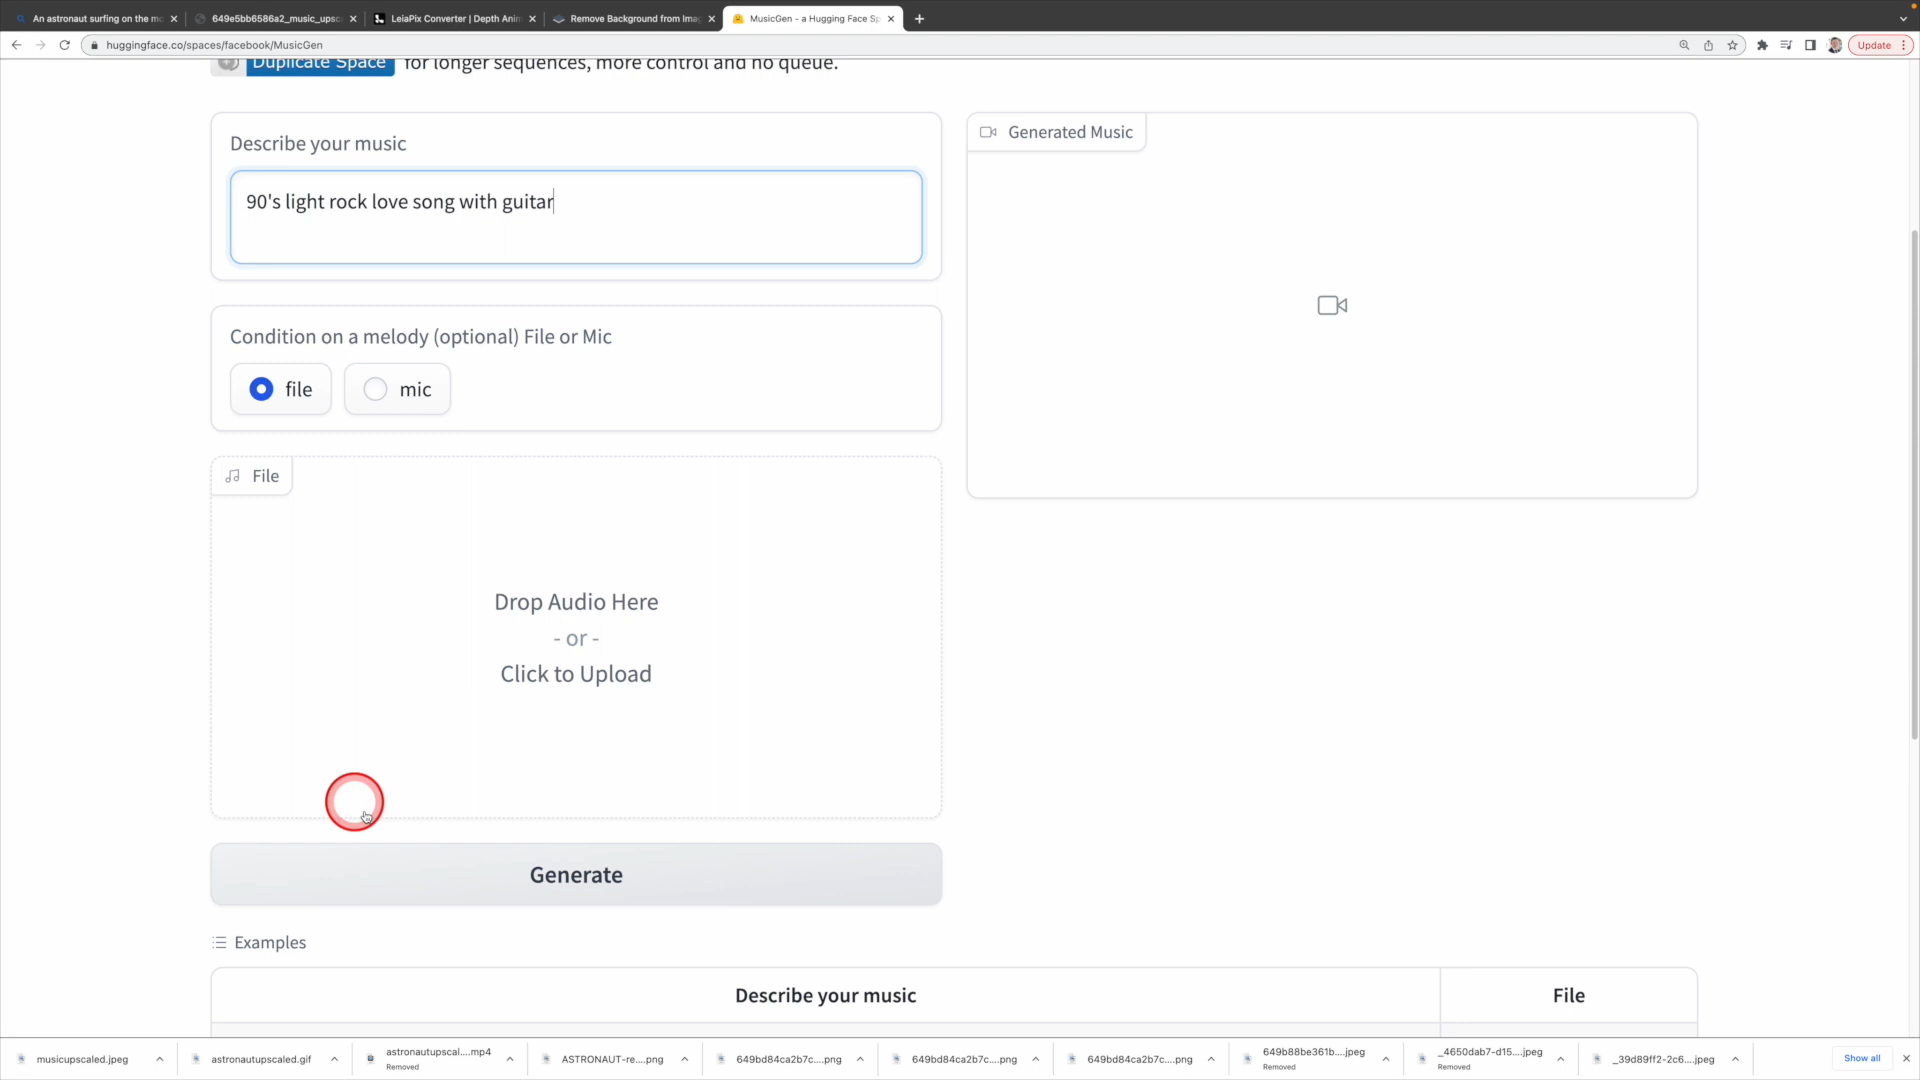 An astronaut surfing on the mo
649e5bb6586a2_music_upsc
LeiaPix Converter | Depth Anim
Remove Background from Imag
MusicGen - a Hugging Face Sp
huggingface.co/spaces/facebook/MusicGen
Update
Duplicate Space for longer sequences, more control and no queue.
Describe your music
90's light rock love song with guitar
Condition on a melody (optional) File or Mic
file
mic
File
Drop Audio Here
- or -
Click to Upload
Generate
Generated Music
Examples
Describe your music
File
musicupscaled.jpeg
astronautupscaled.gif
astronautupscal....mp4
Removed
ASTRONAUT-re....png
649bd84ca2b7c....png
649bd84ca2b7c....png
649bd84ca2b7c....png
649b88be361b....jpeg
Removed
_4650dab7-d15....jpeg
Removed
_39d89ff2-2c6....jpeg
Show all